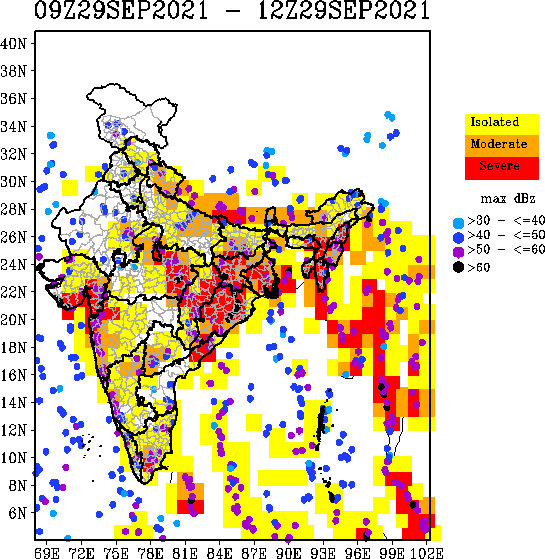 09Z29SEP2021 - 12Z29SEP2021
40N
38N
36N
34N
32N
30N
28N
26N
24N
22N
20N
18N
16N
14N
12N
10N
8N
6N
69E 72E 75E 78E 81E 84E 87E 90E 93E 96E 99E 102E
Isolated
Moderate
Severe
max dBz
>30 - <=40
>40 - <=50
>50 - <=60
>60